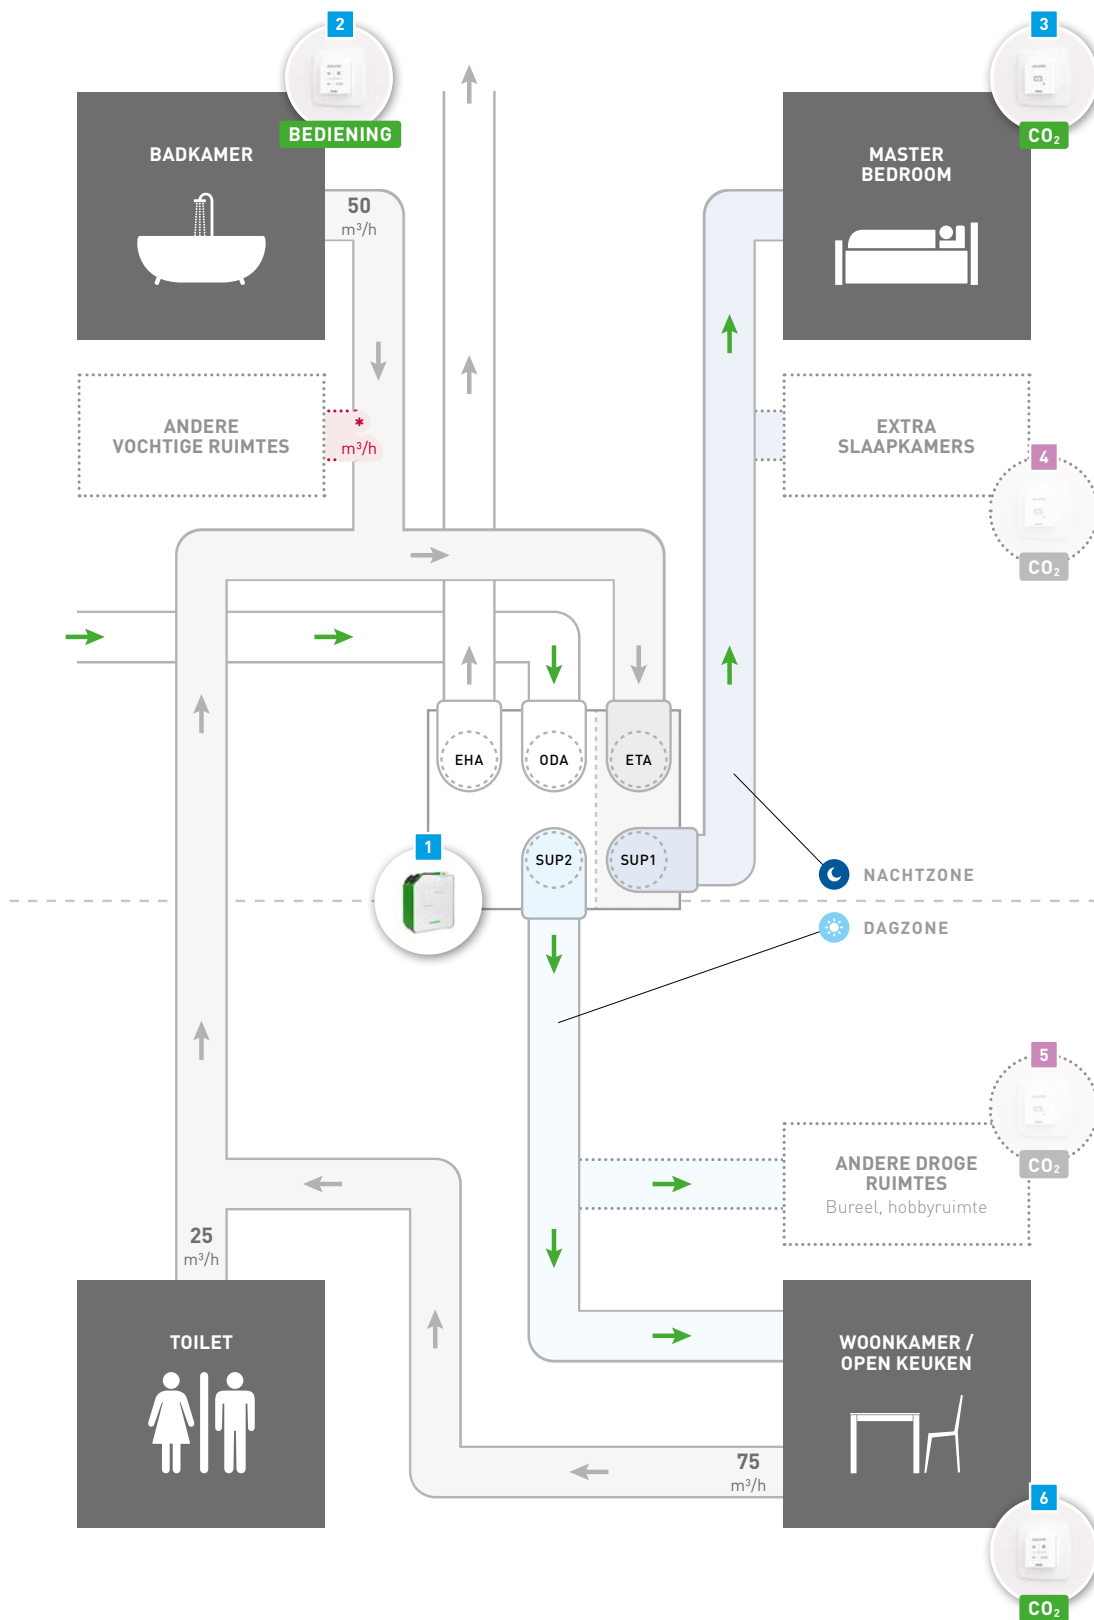 2
3
BEDIENING
CO₂
BADKAMER
MASTER
BEDROOM
50
m³/h
ANDERE
VOCHTIGE RUIMTES
*
m³/h
EXTRA
SLAAPKAMERS
4
CO₂
EHA
ODA
ETA
1
SUP2
SUP1
NACHTZONE
DAGZONE
5
ANDERE DROGE
RUIMTES
Bureel, hobbyruimte
CO₂
25
m³/h
TOILET
WOONKAMER /
OPEN KEUKEN
75
m³/h
6
CO₂